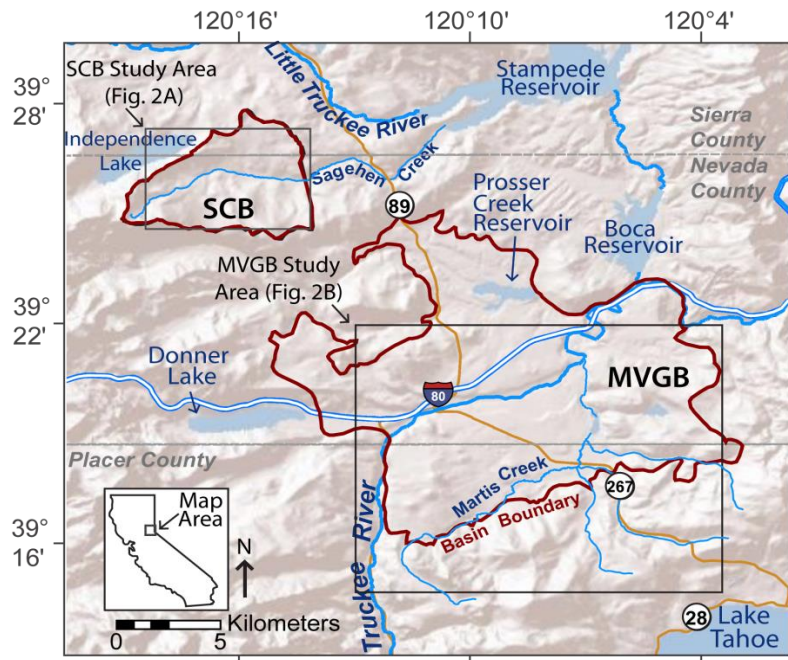 120°16'
120°10'
120°4'
39°
28'
39°
22'
39°
16'
SCB Study Area
(Fig. 2A)
Little Truckee River
Stampede
Reservoir
Independence
Lake
Sierra
County
Nevada
County
Sagehen
Creek
SCB
89
Prosser
Creek
Reservoir
Boca
Reservoir
MVGB Study
Area (Fig. 2B)
Donner
Lake
80
MVGB
Placer County
Martis Creek
Basin Boundary
267
Truckee River
Map
Area
N
0
5
Kilometers
28
Lake
Tahoe